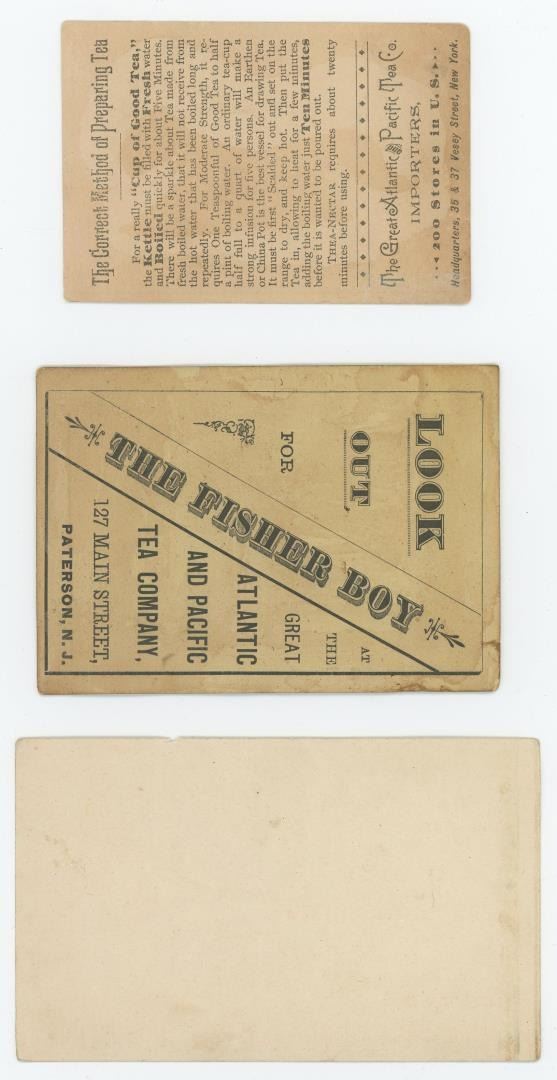 The Correct Method of Preparing Tea
For a really "Cup of Good Tea,"
the Kettle must be filled with Fresh water
and Boiled quickly for about Five Minutes.
There will be a sparkle about Tea made from
fresh boiled water, that it will not receive from
the hot water that has been boiled long and
repeatedly. For Moderate Strength, it re-
quires One Teaspoonful of Good Tea to half
a pint of boiling water. An ordinary tea-cup
half full to a quart of water will make a
strong infusion for five persons. An Earthen
or China Pot is the best vessel for drawing Tea.
It must be first "Scalded" out and set on the
range to dry, and keep hot. Then put the
Tea in, allowing to heat for a few minutes,
adding the boiling water just Ten Minutes
before it is wanted to be poured out.
THEA-NECTAR requires about twenty
minutes before using.
The Great Atlantic and Pacific Tea Co.
IMPORTERS,
200 Stores in U. S.
Headquarters, 35 & 37 Vesey Street, New York.
LOOK
OUT
FOR
THE FISHER BOY
AT
THE
GREAT
ATLANTIC
AND PACIFIC
TEA COMPANY,
127 MAIN STREET,
PATERSON, N. J.